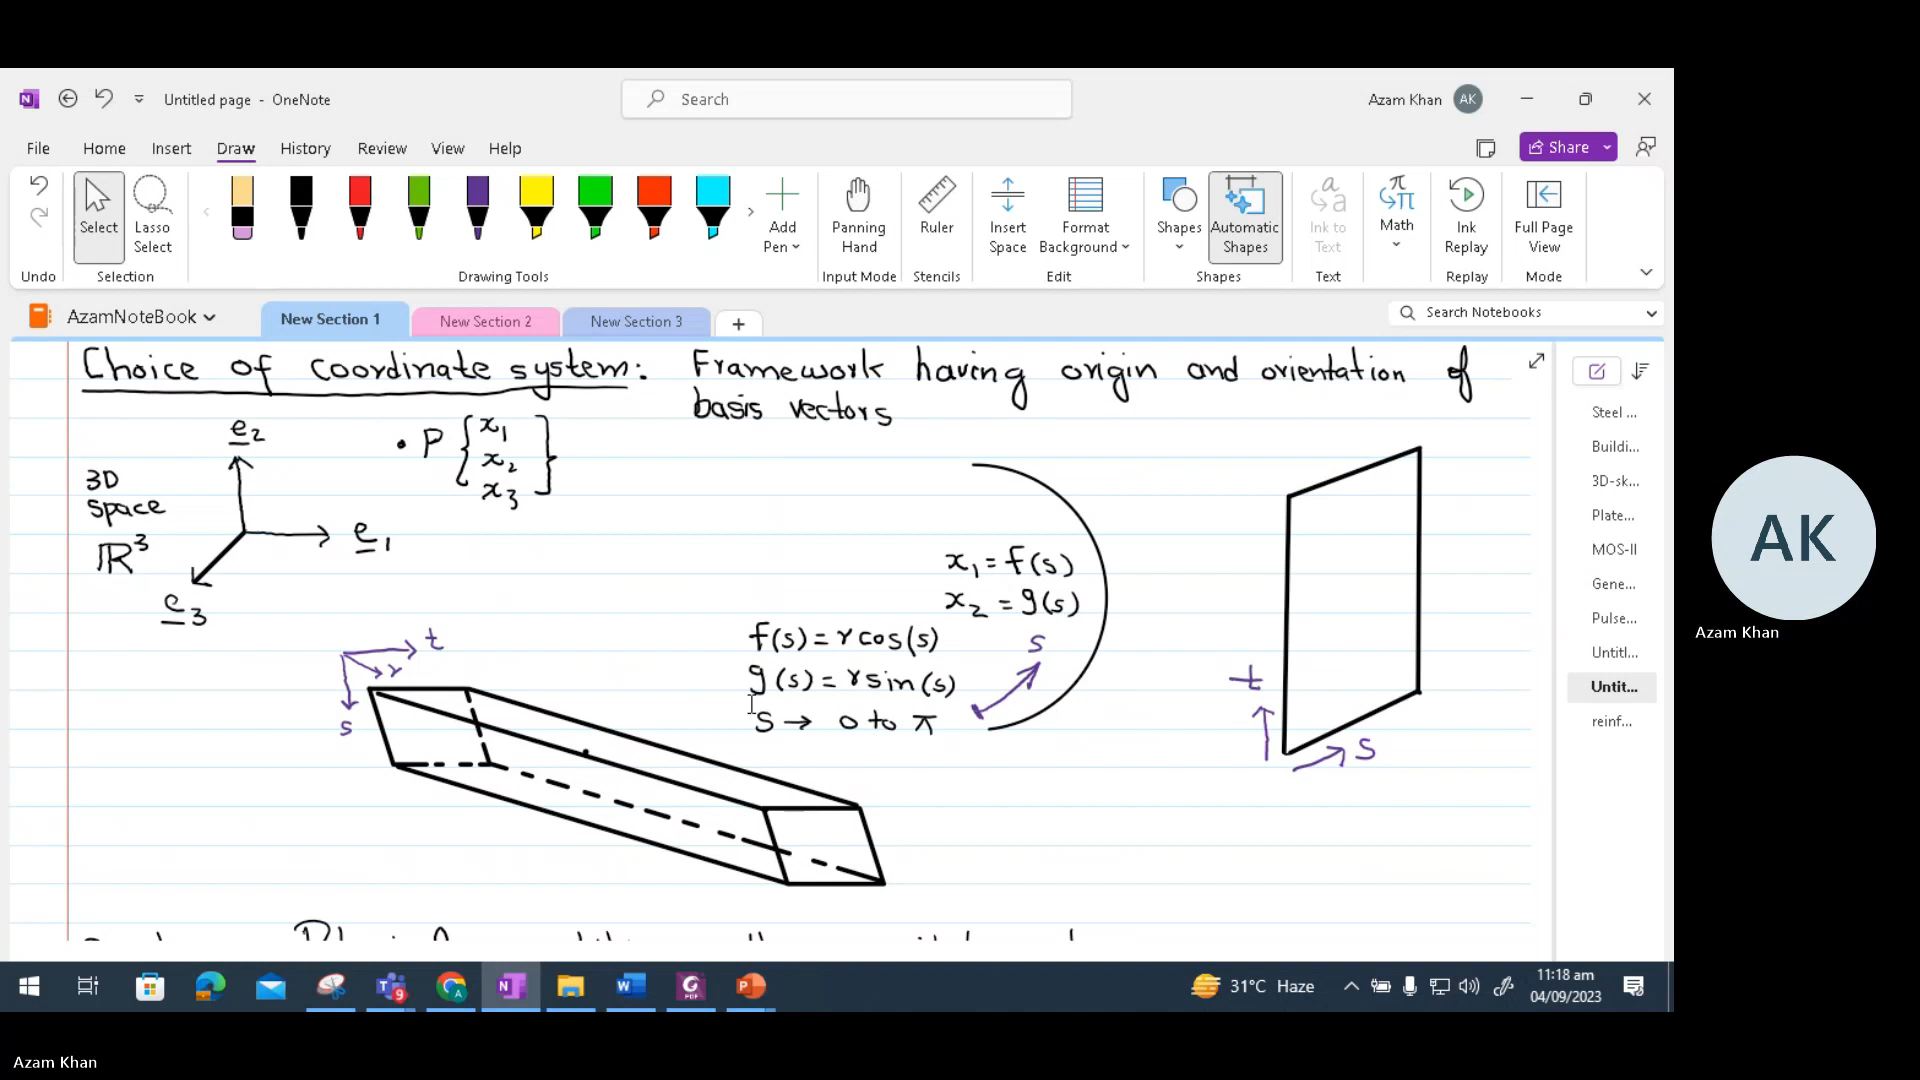 Untitled page - OneNote
Search
Azam Khan
AK
File
Home
Insert
Draw
History
Review
View
Help
Share
Select
Lasso
Select
Add
Pen
Panning
Hand
Ruler
Insert
Space
Format
Background
Shapes
Automatic
Shapes
Ink to
Text
Math
Ink
Replay
Full Page
View
Undo
Selection
Drawing Tools
Input Mode
Stencils
Edit
Shapes
Text
Replay
Mode
AzamNoteBook
New Section 1
New Section 2
New Section 3
Search Notebooks
Choice of coordinate system: Framework having origin and orientation of
basis vectors
e2
• P { x1
x2
x3 }
3D
space
ℝ³
e1
e3
x1 = f(s)
x2 = g(s)
f(s) = r cos(s)
g(s) = r sin(s)
s → 0 to π
s
t
r
s
t
s
Steel ...
Buildi...
3D-sk...
Plate...
MOS-II
Gene...
Pulse...
Untitl...
Untit...
reinf...
AK
Azam Khan
31°C Haze
11:18 am
04/09/2023
9
PDF
Azam Khan